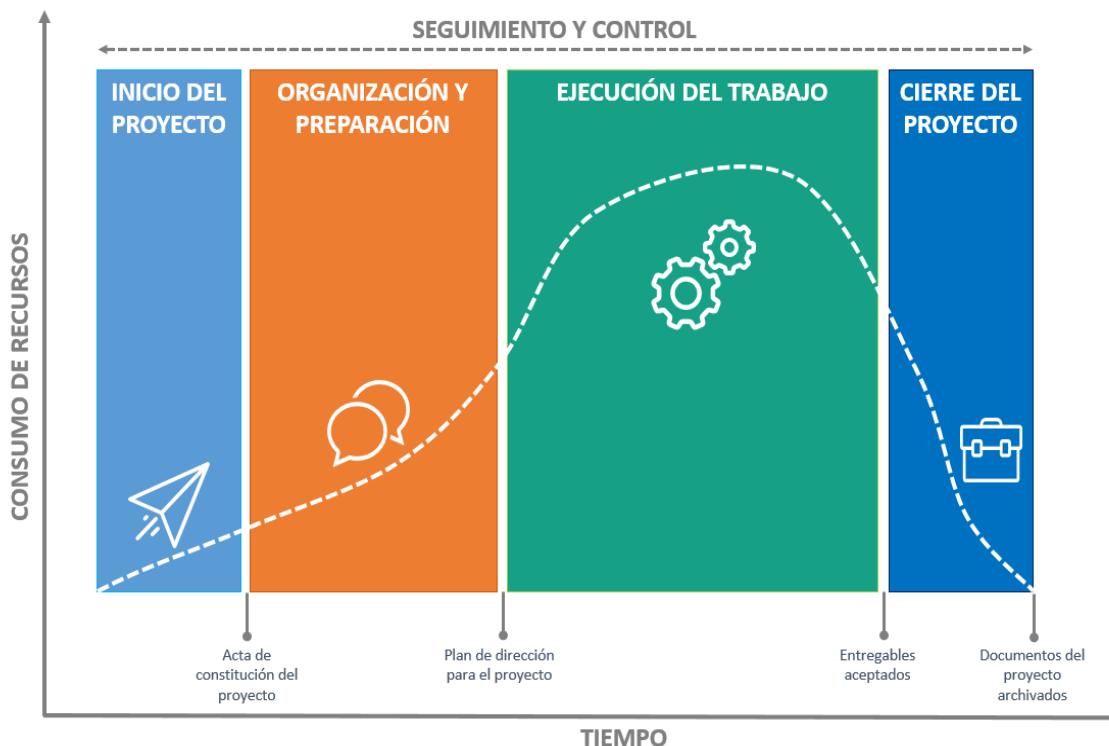 SEGUIMIENTO Y CONTROL
INICIO DEL
PROYECTO
ORGANIZACIÓN Y
PREPARACIÓN
EJECUCIÓN DEL TRABAJO
CIERRE DEL
PROYECTO
CONSUMO DE RECURSOS
Acta de
constitución del
proyecto
Plan de dirección
para el proyecto
Entregables
aceptados
Documentos del
proyecto
archivados
TIEMPO